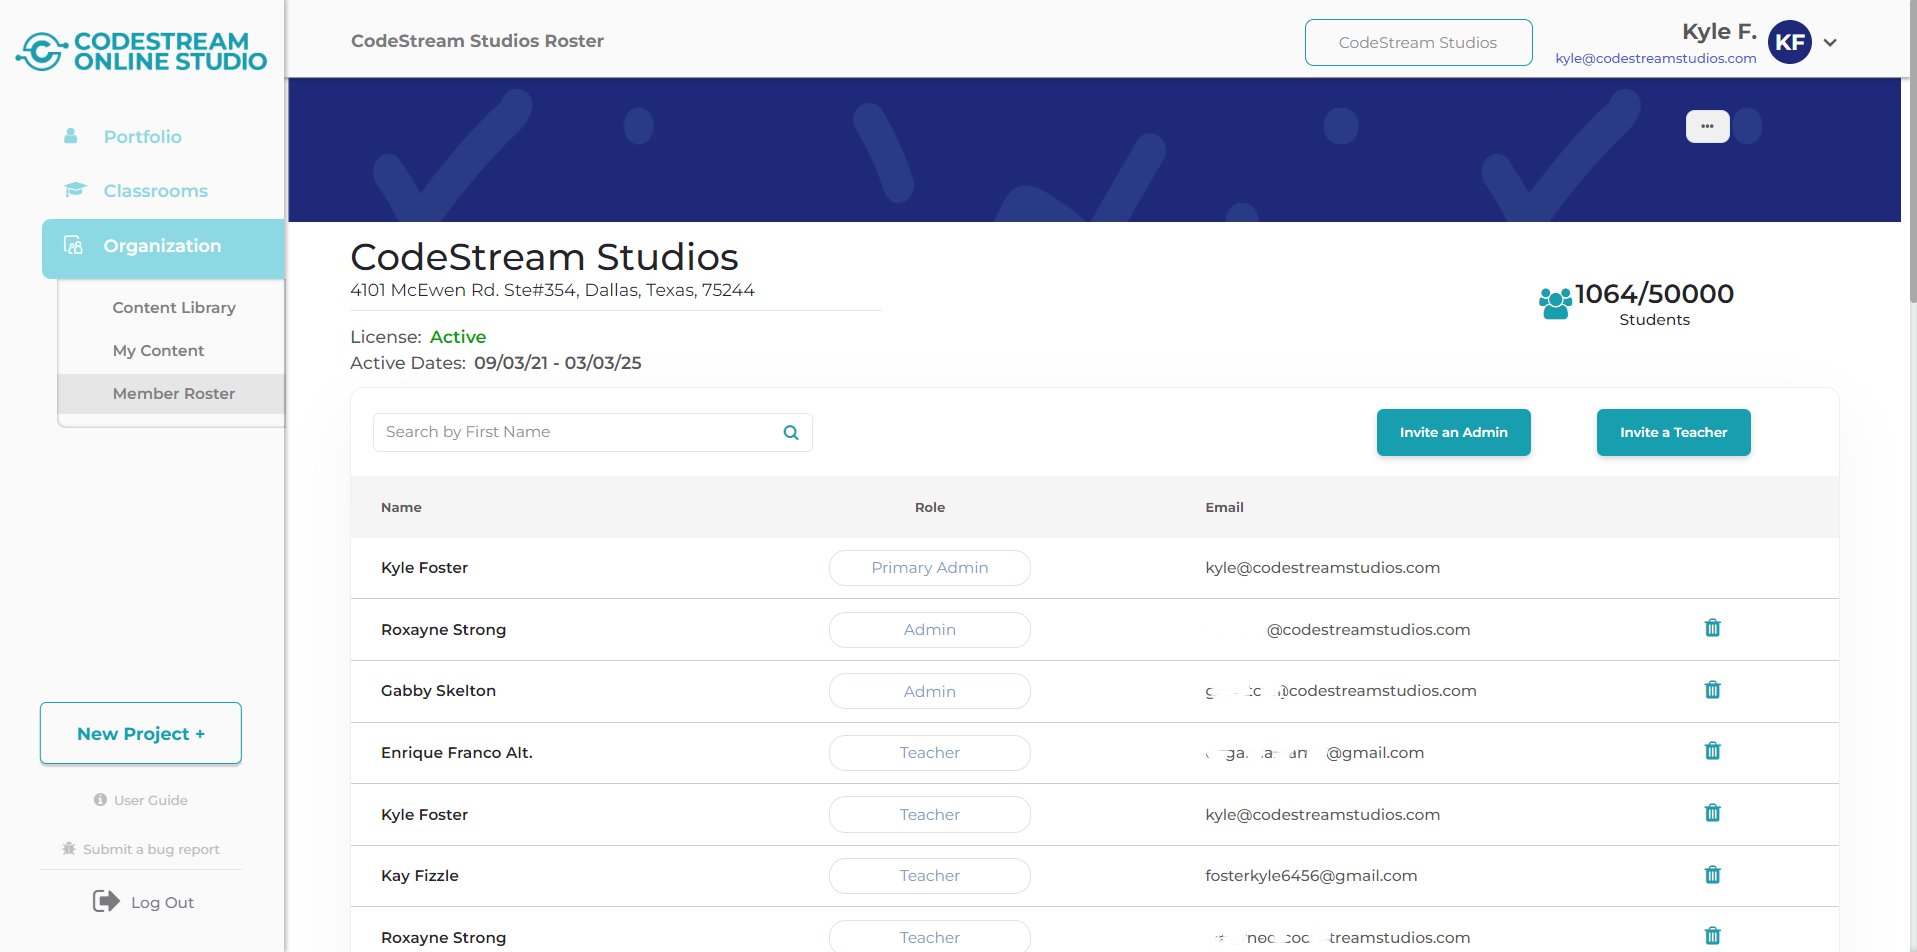 CODESTREAM
ONLINE STUDIO
Portfolio
Classrooms
Organization
Content Library
My Content
Member Roster
New Project +
User Guide
Submit a bug report
Log Out
CodeStream Studios Roster
CodeStream Studios
Kyle F.
kyle@codestreamstudios.com
KF
CodeStream Studios
4101 McEwen Rd. Ste#354, Dallas, Texas, 75244
License: Active
Active Dates: 09/03/21 - 03/03/25
1064/50000
Students
Search by First Name
Invite an Admin
Invite a Teacher
Name Role Email
Kyle Foster Primary Admin kyle@codestreamstudios.com
Roxayne Strong Admin @codestreamstudios.com
Gabby Skelton Admin @codestreamstudios.com
Enrique Franco Alt. Teacher @gmail.com
Kyle Foster Teacher kyle@codestreamstudios.com
Kay Fizzle Teacher fosterkyle6456@gmail.com
Roxayne Strong Teacher treamstudios.com